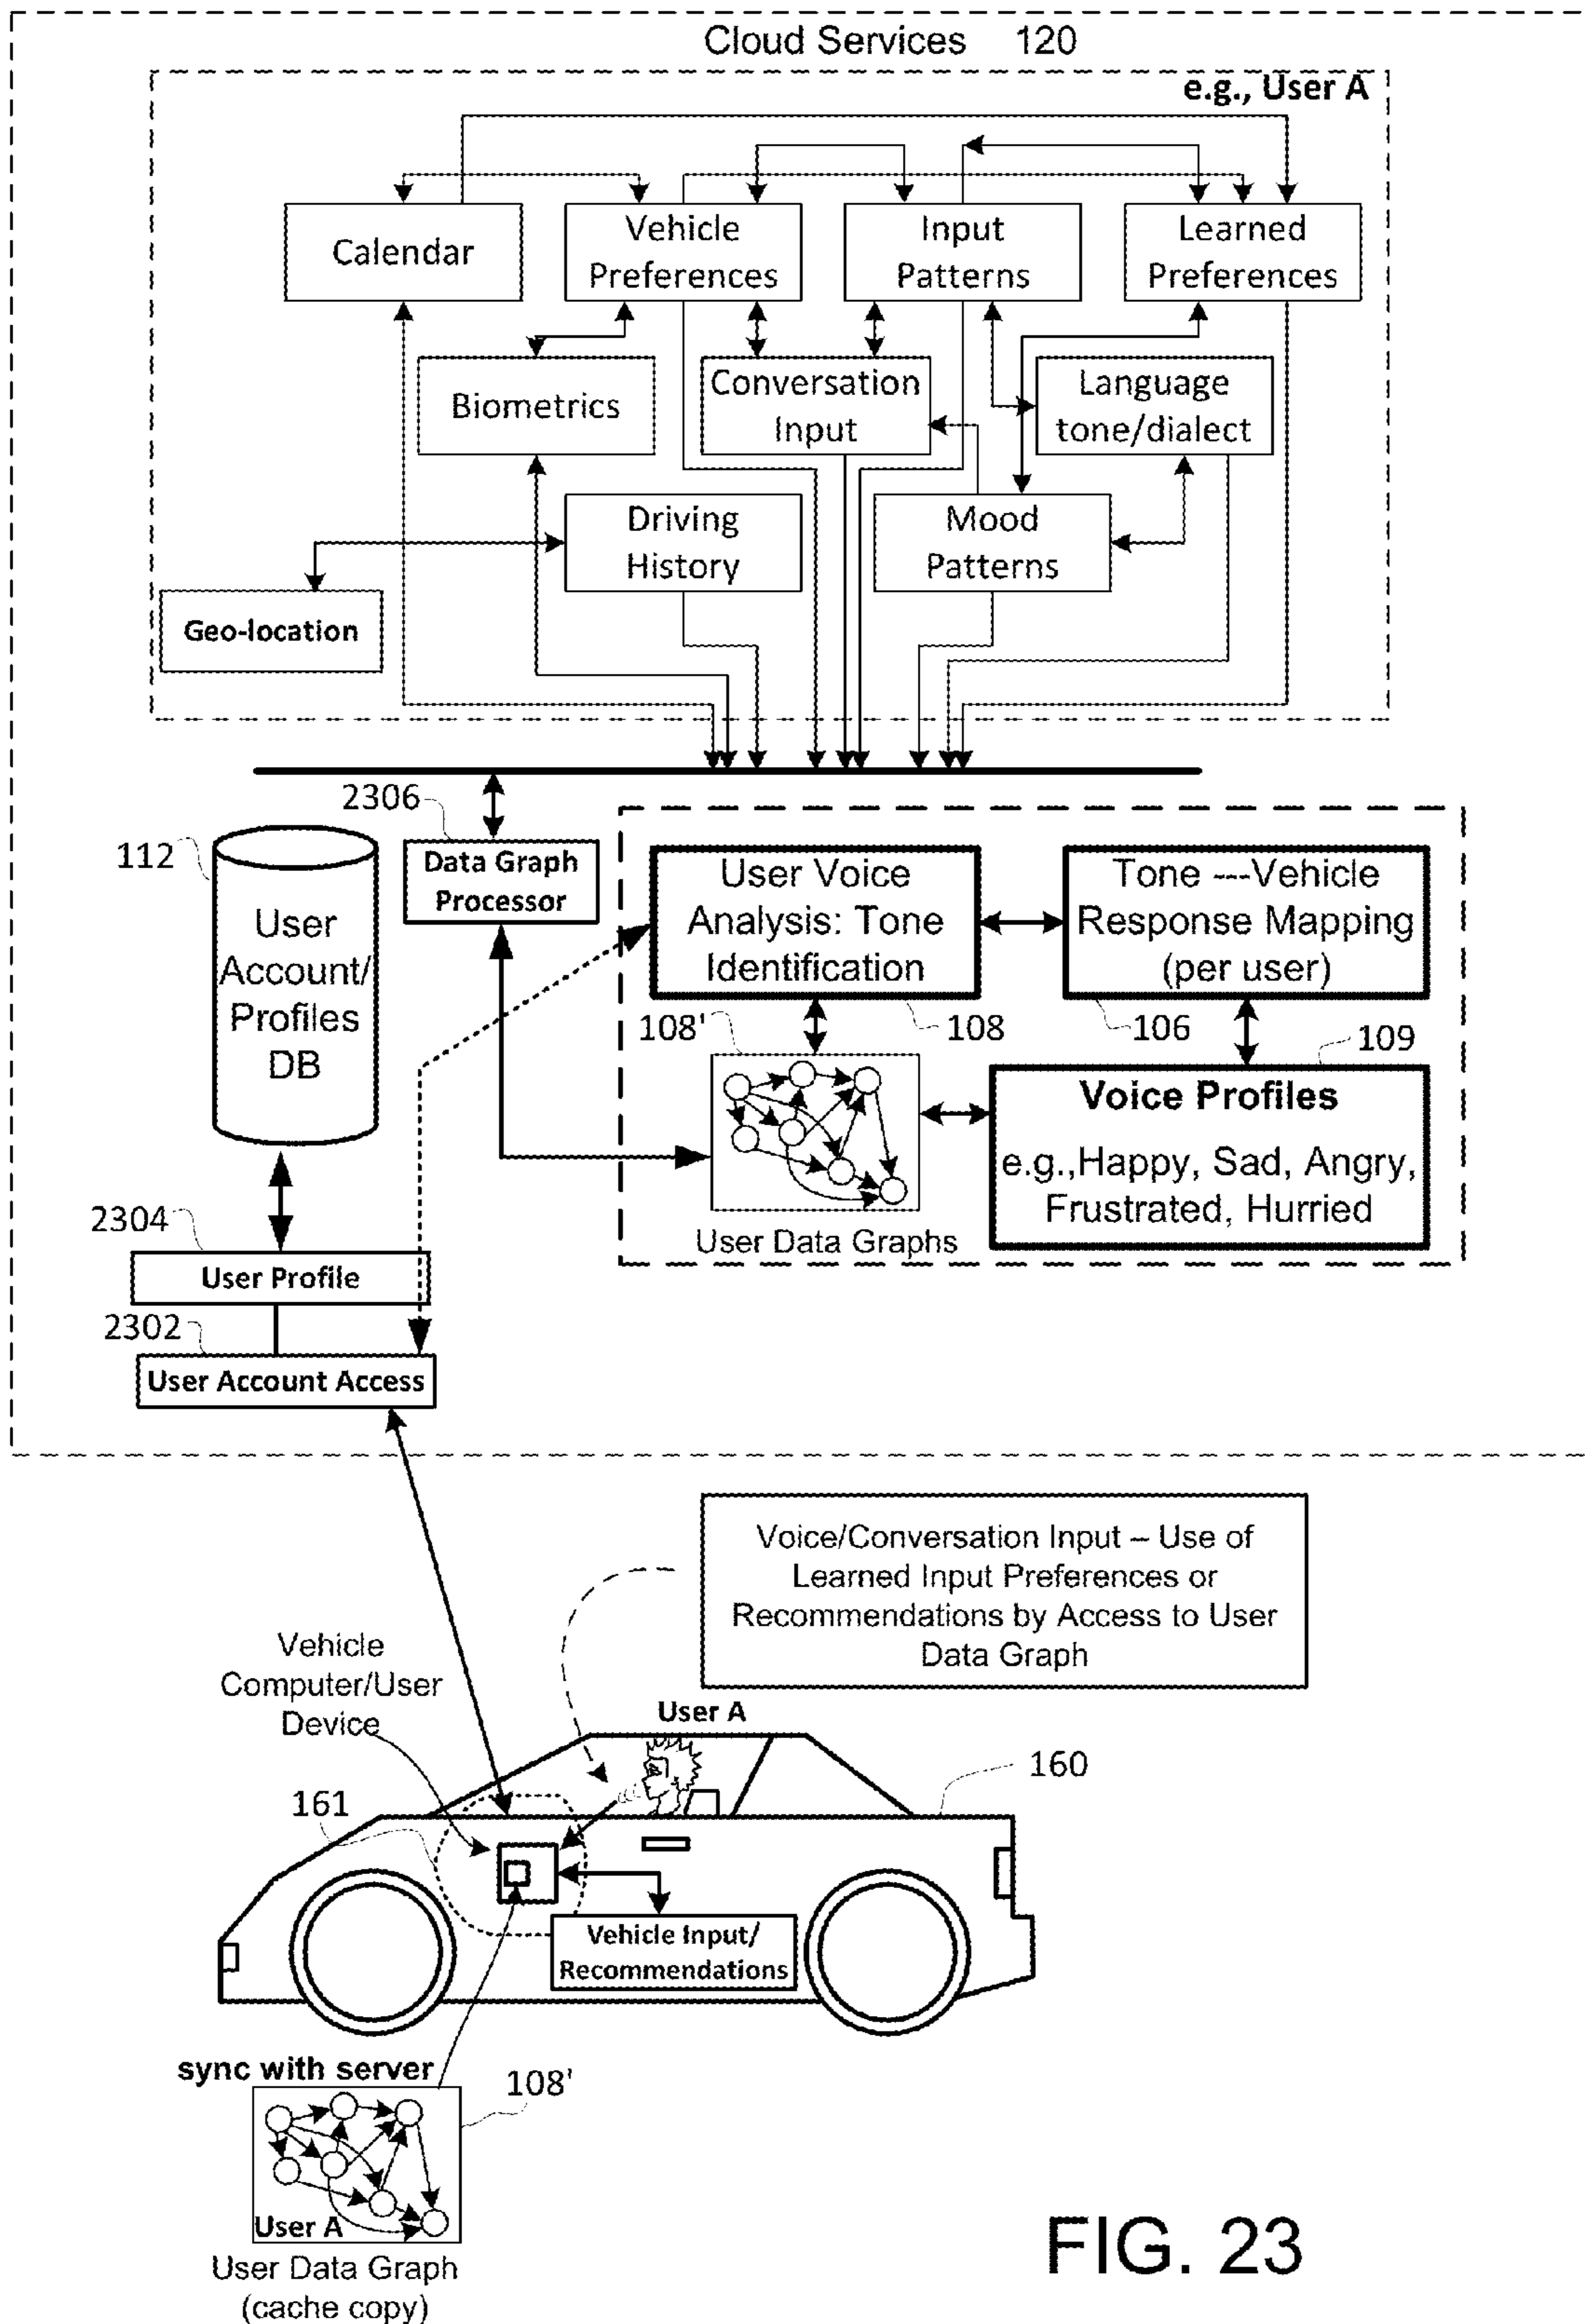 Cloud Services 120
e.g., User A
Calendar
Vehicle
Preferences
Input
Patterns
Learned
Preferences
Biometrics
Conversation
Input
Language
tone/dialect
Driving
History
Mood
Patterns
Geo-location
2306
112
User
Account/
Profiles
DB
Data Graph
Processor
User Voice
Analysis: Tone
Identification
Tone ---Vehicle
Response Mapping
(per user)
108'
108
106
109
Voice Profiles
e.g.,Happy, Sad, Angry,
Frustrated, Hurried
User Data Graphs
2304
User Profile
2302
User Account Access
Voice/Conversation Input – Use of
Learned Input Preferences or
Recommendations by Access to User
Data Graph
Vehicle
Computer/User
Device
User A
160
161
Vehicle Input/
Recommendations
sync with server
108'
User A
User Data Graph
(cache copy)
FIG. 23